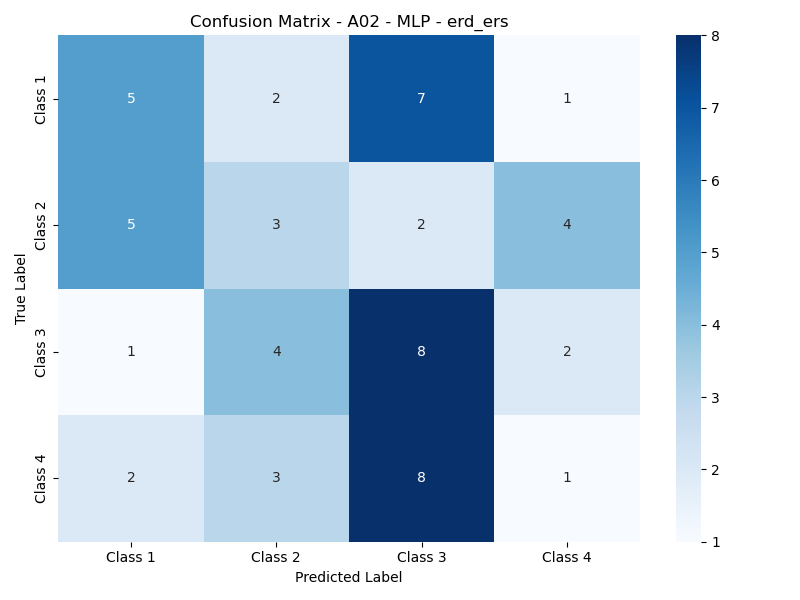 Confusion Matrix - A02 - MLP - erd_ers
True Label
Class 1
5
2
7
1
Class 2
5
3
2
4
Class 3
1
4
8
2
Class 4
2
3
8
1
Class 1
Class 2
Class 3
Class 4
Predicted Label
8
7
6
5
4
3
2
1